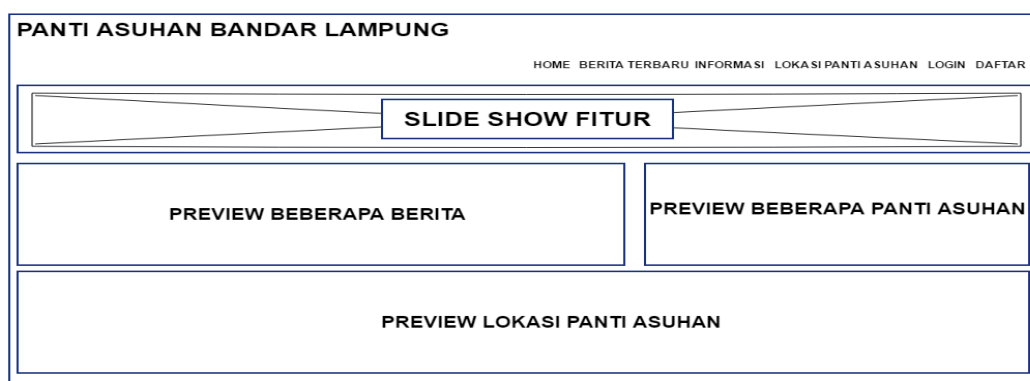 PANTI ASUHAN BANDAR LAMPUNG
HOME BERITA TERBARU INFORMASI LOKASI PANTI ASUHAN LOGIN DAFTAR
SLIDE SHOW FITUR
PREVIEW BEBERAPA BERITA
PREVIEW BEBERAPA PANTI ASUHAN
PREVIEW LOKASI PANTI ASUHAN